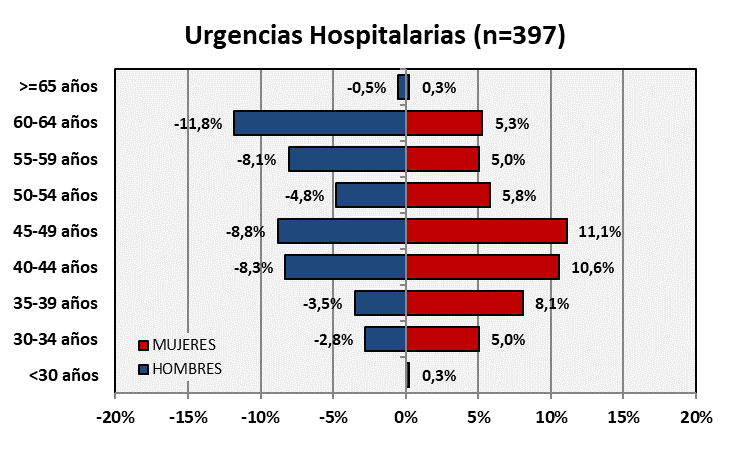 Urgencias Hospitalarias (n=397)
>=65 años -0,5% 0,3%
60-64 años -11,8% 5,3%
55-59 años -8,1% 5,0%
50-54 años -4,8% 5,8%
45-49 años -8,8% 11,1%
40-44 años -8,3% 10,6%
35-39 años -3,5% 8,1%
30-34 años -2,8% 5,0%
MUJERES
HOMBRES
<30 años 0,3%
-20% -15% -10% -5% 0% 5% 10% 15% 20%